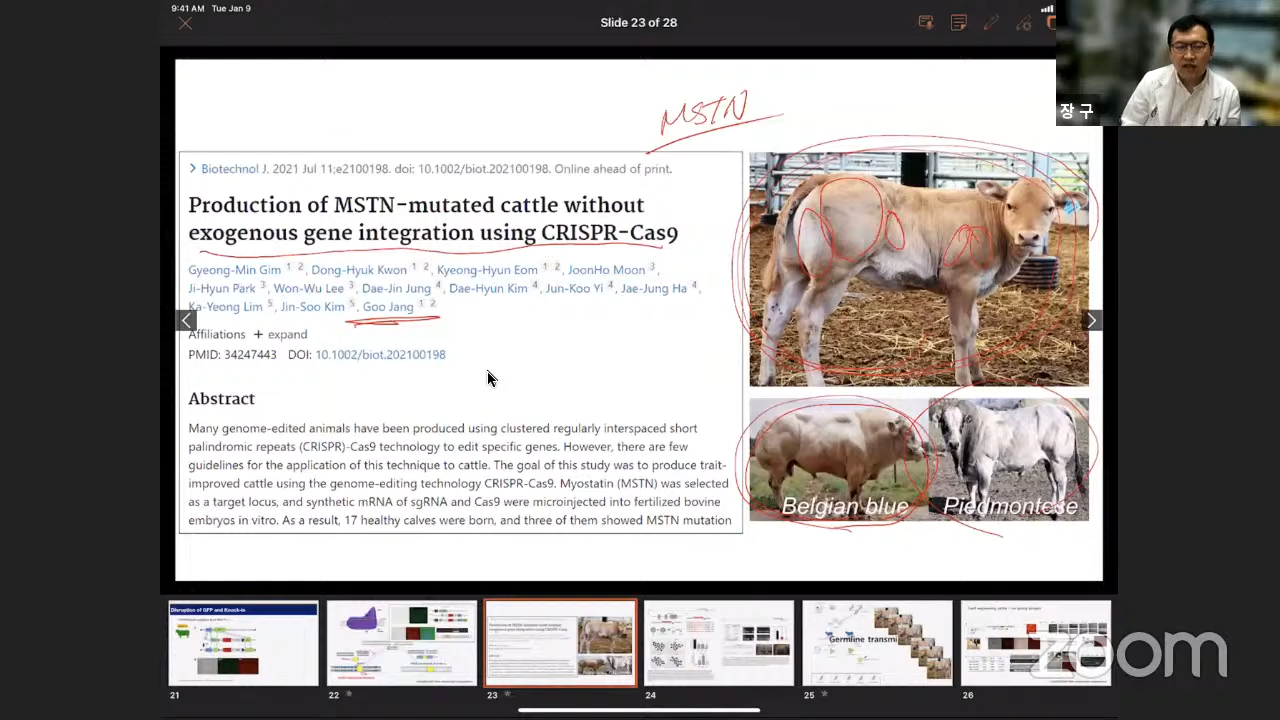 9:41 AM Tue Jan 9
Slide 23 of 28
장 구
MSTN
Biotechnol J. 2021 Jul 11;e2100198. doi: 10.1002/biot.202100198. Online ahead of print.
Production of MSTN-mutated cattle without
exogenous gene integration using CRISPR-Cas9
Gyeong-Min Gim 1 2, Dong-Hyuk Kwon 1 2, Kyeong-Hyun Eom 1 2, JoonHo Moon 3,
Ji-Hyun Park 3, Won-Wu Lee 3, Dae-Jin Jung 4, Dae-Hyun Kim 4, Jun-Koo Yi 4, Jae-Jung Ha 4,
Ka-Yeong Lim 5, Jin-Soo Kim 5, Goo Jang 1 2
Affiliations + expand
PMID: 34247443 DOI: 10.1002/biot.202100198
Abstract
Many genome-edited animals have been produced using clustered regularly interspaced short
palindromic repeats (CRISPR)-Cas9 technology to edit specific genes. However, there are few
guidelines for the application of this technique to cattle. The goal of this study was to produce trait-
improved cattle using the genome-editing technology CRISPR-Cas9. Myostatin (MSTN) was selected
as a target locus, and synthetic mRNA of sgRNA and Cas9 were microinjected into fertilized bovine
embryos in vitro. As a result, 17 healthy calves were born, and three of them showed MSTN mutation
Belgian blue
Piedmontese
Disruption of GFP and Knock-in
Germline transmi
zoom
21
22
23
24
25
26